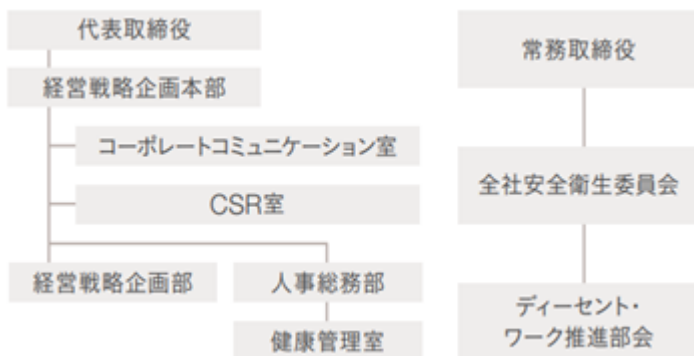 代表取締役
経営戦略企画本部
コーポレートコミュニケーション室
CSR室
経営戦略企画部
人事総務部
健康管理室
常務取締役
全社安全衛生委員会
ディーセント・
ワーク推進部会